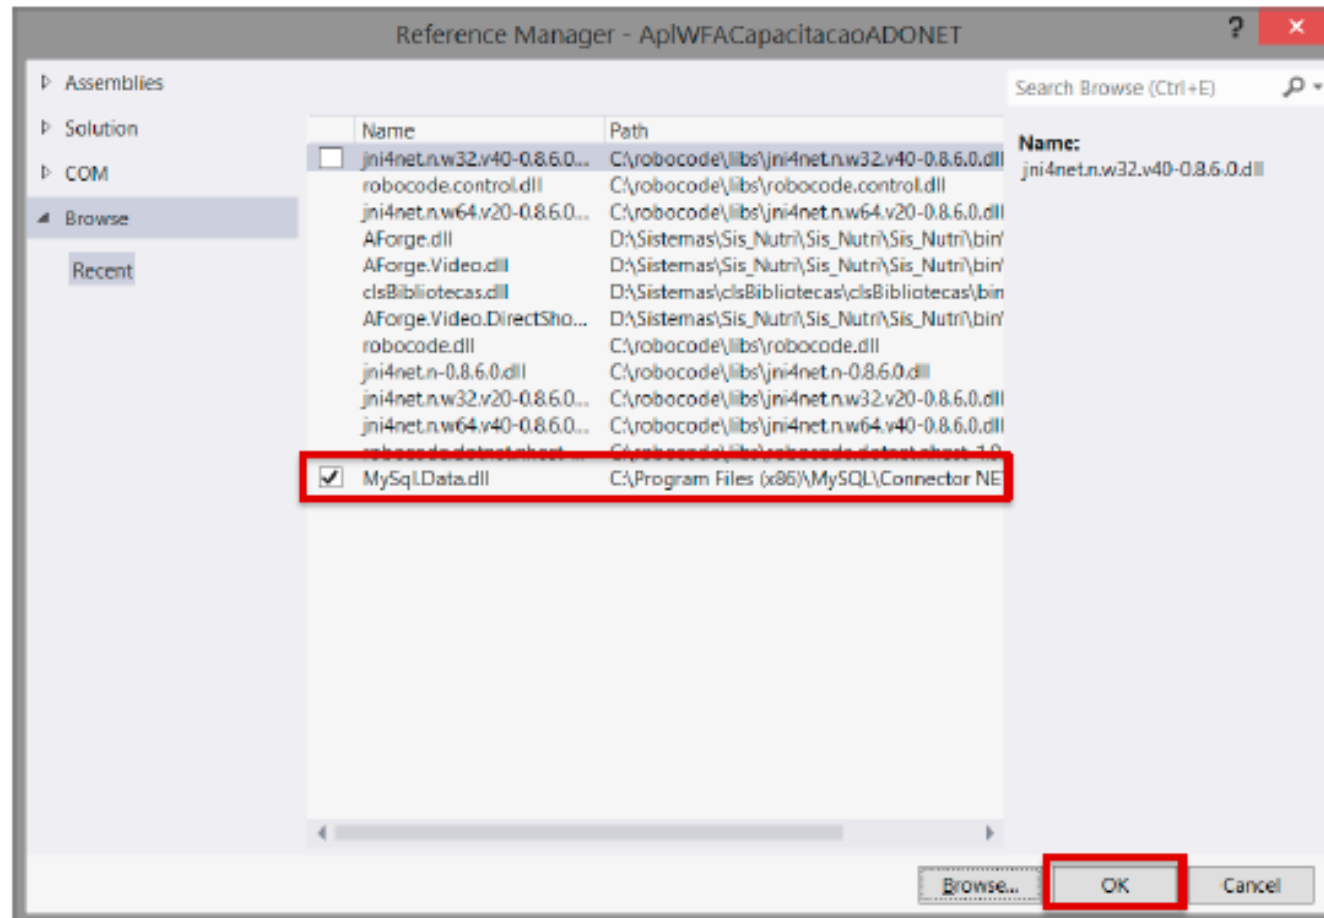 Reference Manager - AplWFACapacitacaoADONET
? ×
Assemblies
Solution
COM
Browse
Recent
Name Path
jni4net.n.w32.v40-0.8.6.0... C:\robocode\libs\jni4net.n.w32.v40-0.8.6.0.dll
robocode.control.dll C:\robocode\libs\robocode.control.dll
jni4net.n.w64.v20-0.8.6.0... C:\robocode\libs\jni4net.n.w64.v20-0.8.6.0.dll
AForge.dll D:\Sistemas\Sis_Nutri\Sis_Nutri\Sis_Nutri\bin\
AForge.Video.dll D:\Sistemas\Sis_Nutri\Sis_Nutri\Sis_Nutri\bin\
clsBibliotecas.dll D:\Sistemas\clsBibliotecas\clsBibliotecas\bin
AForge.Video.DirectSho... D:\Sistemas\Sis_Nutri\Sis_Nutri\Sis_Nutri\bin\
robocode.dll C:\robocode\libs\robocode.dll
jni4net.n-0.8.6.0.dll C:\robocode\libs\jni4net.n-0.8.6.0.dll
jni4net.n.w32.v20-0.8.6.0... C:\robocode\libs\jni4net.n.w32.v20-0.8.6.0.dll
jni4net.n.w64.v40-0.8.6.0... C:\robocode\libs\jni4net.n.w64.v40-0.8.6.0.dll
MySql.Data.dll C:\Program Files (x86)\MySQL\Connector NE
Search Browse (Ctrl+E)
Name:
jni4net.n.w32.v40-0.8.6.0.dll
Browse... OK Cancel